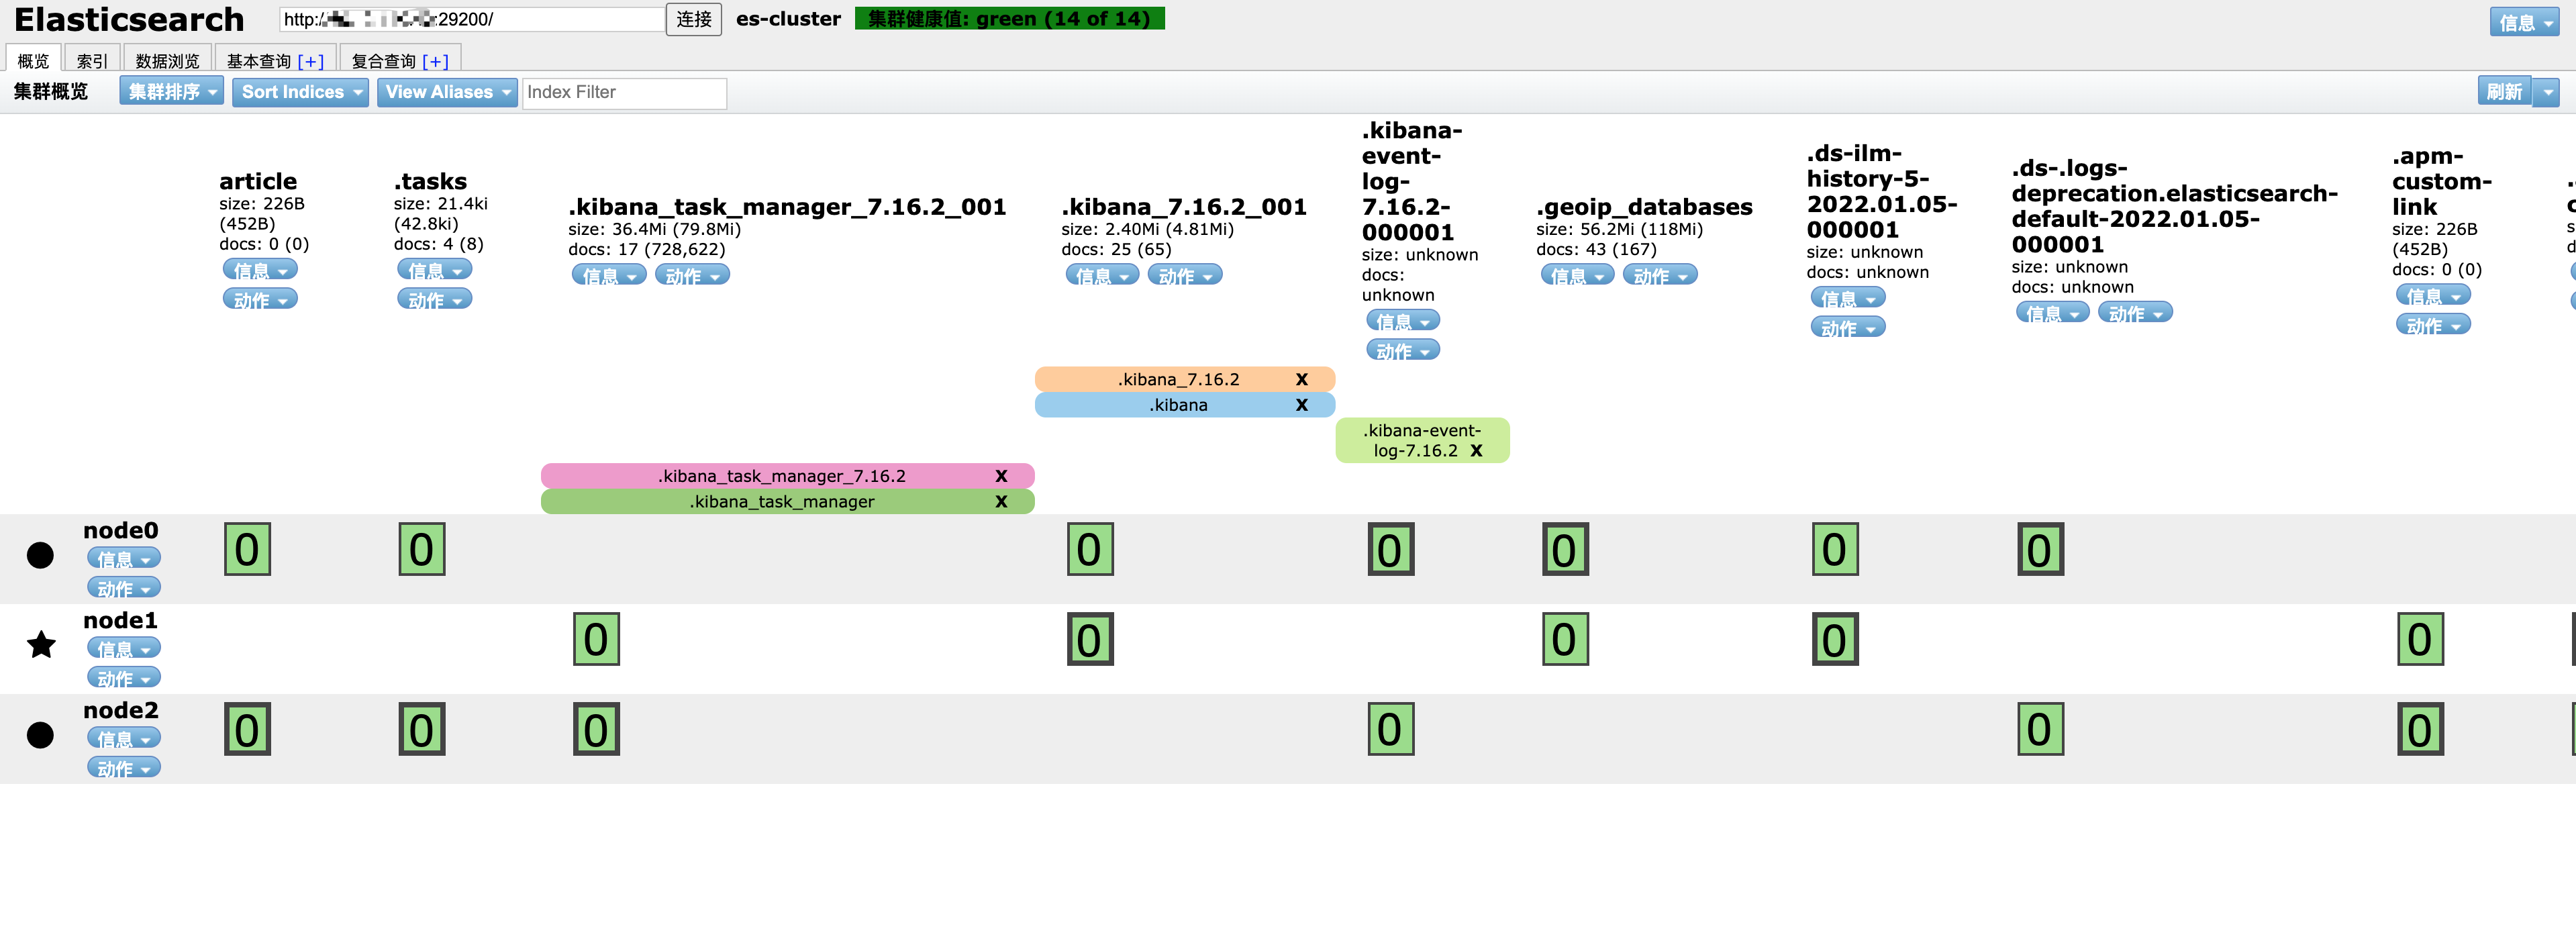 Elasticsearch
http:/
:29200/
连接
es-cluster
集群健康值: green (14 of 14)
信息
概览
索引
数据浏览
基本查询 [+]
复合查询 [+]
集群概览
集群排序
Sort Indices
View Aliases
Index Filter
刷新
article
size: 226B
(452B)
docs: 0 (0)
信息
动作
.tasks
size: 21.4ki
(42.8ki)
docs: 4 (8)
信息
动作
.kibana_task_manager_7.16.2_001
size: 36.4Mi (79.8Mi)
docs: 17 (728,622)
信息
动作
.kibana_7.16.2_001
size: 2.40Mi (4.81Mi)
docs: 25 (65)
信息
动作
.kibana-
event-
log-
7.16.2-
000001
size: unknown
docs:
unknown
信息
动作
.geoip_databases
size: 56.2Mi (118Mi)
docs: 43 (167)
信息
动作
.ds-ilm-
history-5-
2022.01.05-
000001
size: unknown
docs: unknown
信息
动作
.ds-.logs-
deprecation.elasticsearch-
default-2022.01.05-
000001
size: unknown
docs: unknown
信息
动作
.apm-
custom-
link
size: 226B
(452B)
docs: 0 (0)
信息
动作
.kibana_7.16.2 X
.kibana X
.kibana-event-
log-7.16.2 X
.kibana_task_manager_7.16.2 X
.kibana_task_manager X
node0
信息
动作
0 0 0 0 0 0 0
node1
信息
动作
0 0 0 0 0
node2
信息
动作
0 0 0 0 0 0